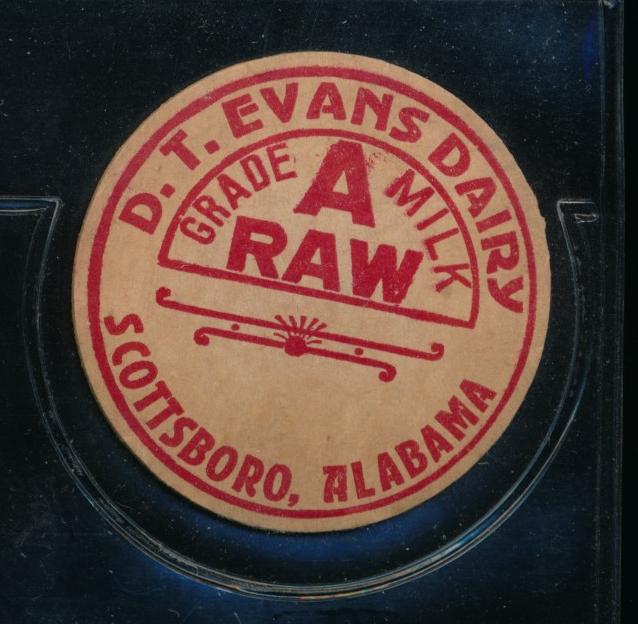 D. T. EVANS DAIRY
GRADE A MILK
RAW
SCOTTSBORO, ALABAMA